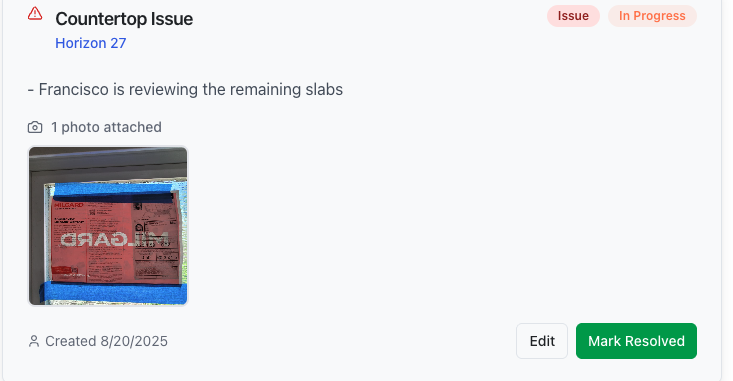 Countertop Issue
Issue
In Progress
Horizon 27
- Francisco is reviewing the remaining slabs
1 photo attached
MILGARD
MILGARD
Created 8/20/2025
Edit
Mark Resolved